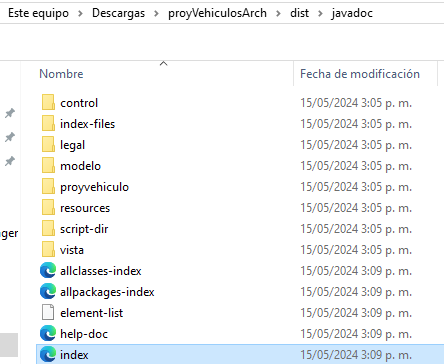 Este equipo > Descargas > proyVehiculosArch > dist > javadoc
Nombre Fecha de modificación
control 15/05/2024 3:05 p. m.
index-files 15/05/2024 3:05 p. m.
legal 15/05/2024 3:05 p. m.
modelo 15/05/2024 3:05 p. m.
proyvehiculo 15/05/2024 3:05 p. m.
resources 15/05/2024 3:05 p. m.
script-dir 15/05/2024 3:05 p. m.
vista 15/05/2024 3:05 p. m.
allclasses-index 15/05/2024 3:09 p. m.
allpackages-index 15/05/2024 3:09 p. m.
element-list 15/05/2024 3:09 p. m.
help-doc 15/05/2024 3:09 p. m.
index 15/05/2024 3:09 p. m.